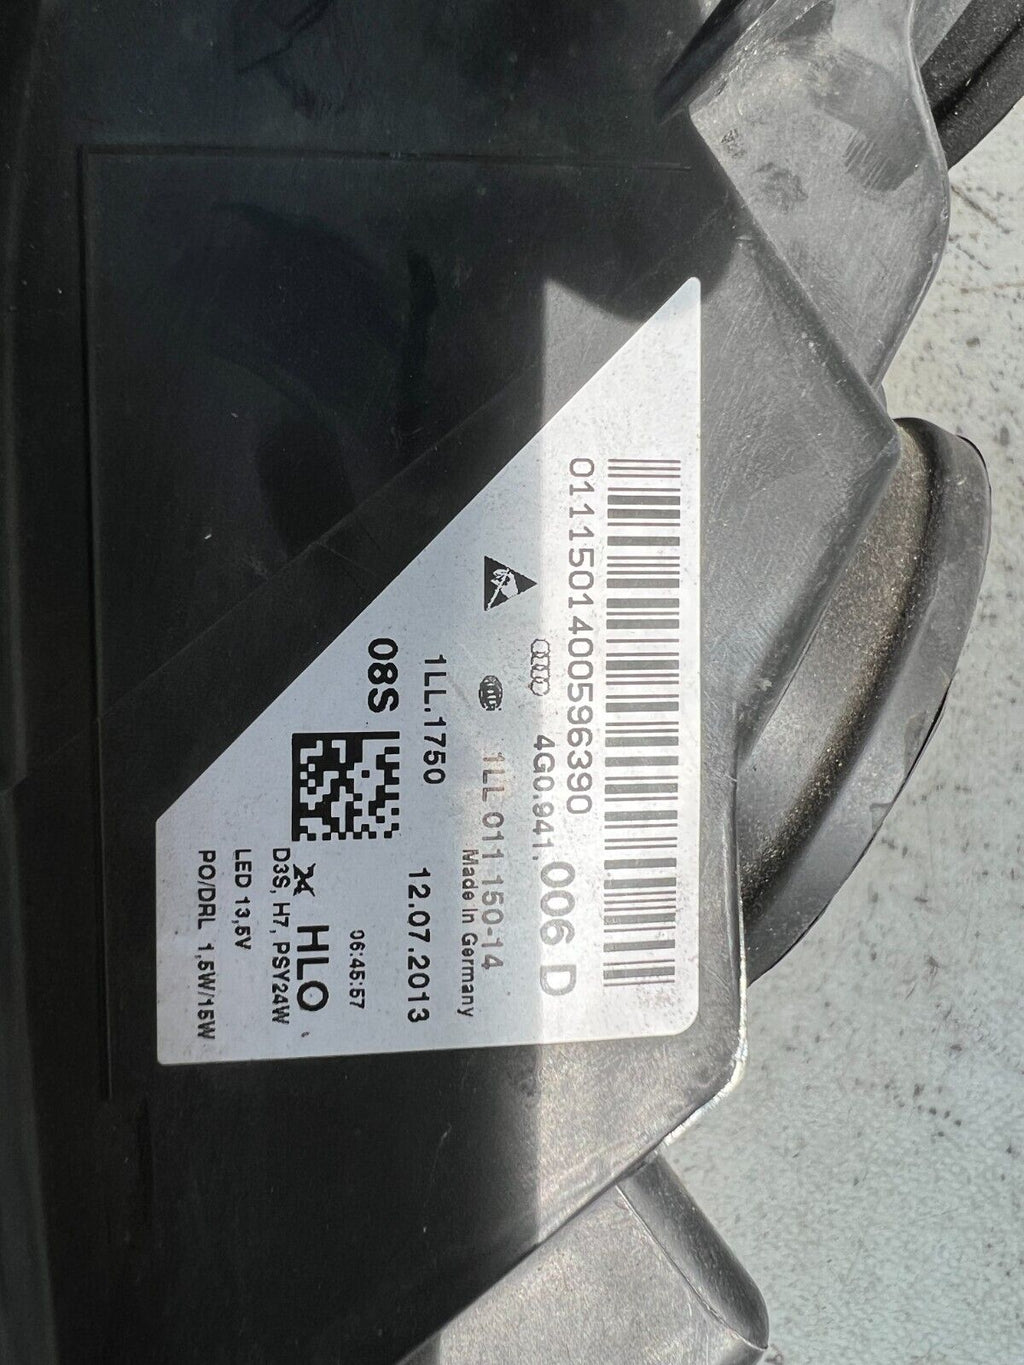 01115014005963​90
4G0.941.006 D
1LL 011.150-14
Made in Germany
1LL.1750
12.07.2013
08S
06:45:57
HLO
D3S, H7, PSY24W
LED 13,5V
PO/DRL 1,5W/15W